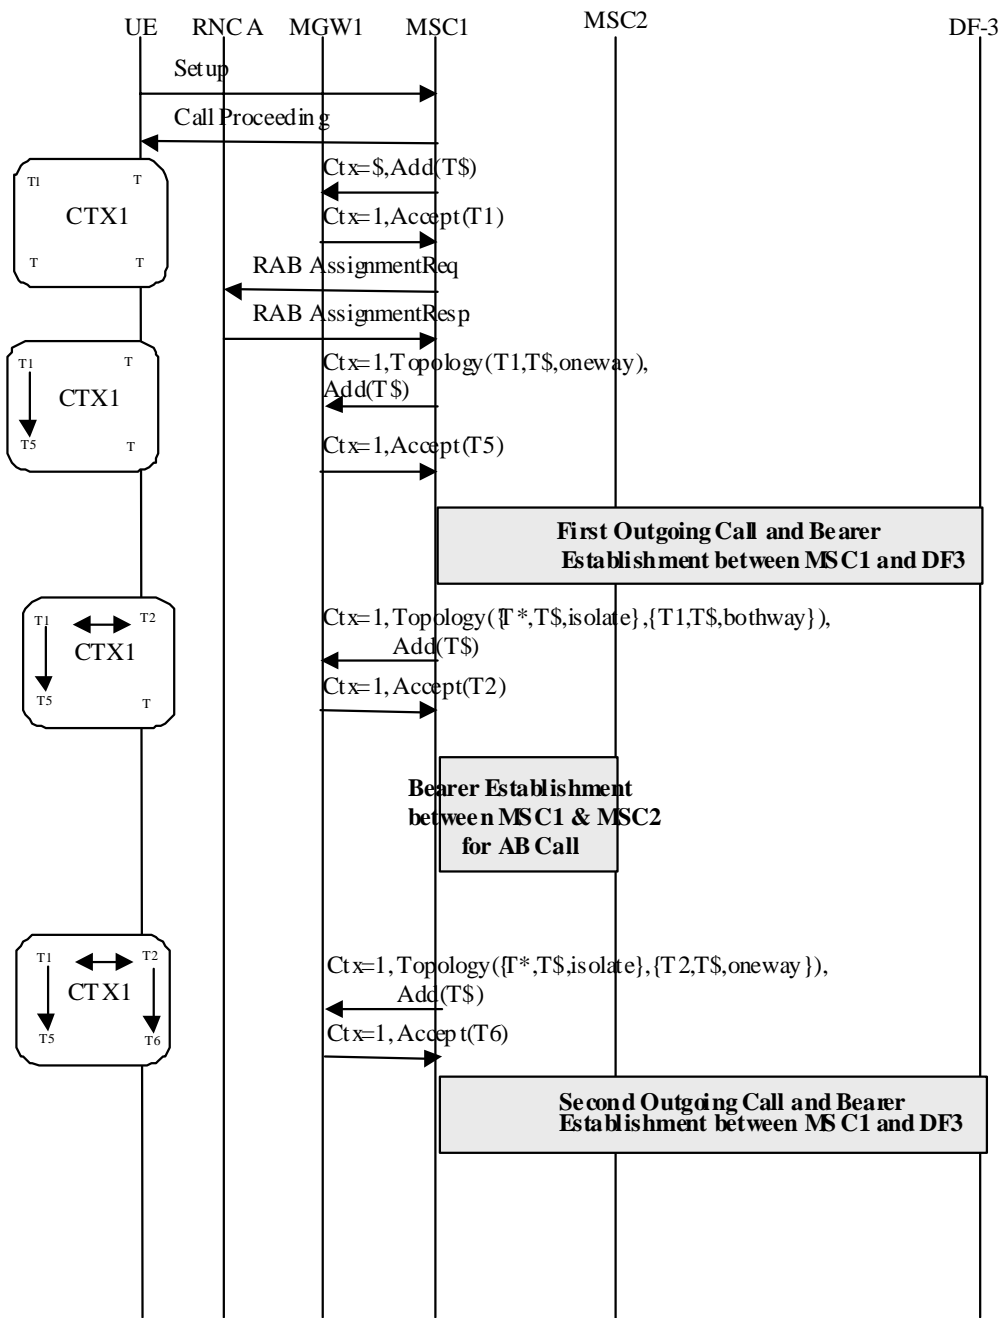 UE RNC A MGW1 MSC1 MSC2 DF-3
Setup
Call Proceeding
Ctx=$,Add(T$)
T1 T
CTX1
T T
Ctx=1,Accept(T1)
RAB AssignmentReq
RAB AssignmentResp
Ctx=1,Topology(T1,T$,oneway),
Add(T$)
T1 T
CTX1
T5 T
Ctx=1,Accept(T5)
First Outgoing Call and Bearer
Establishment between MSC1 and DF3
Ctx=1,Topology({T*,T$,isolate},{T1,T$,bothway}),
Add(T$)
T1 T2
CTX1
T5 T
Ctx=1,Accept(T2)
Bearer Establishment
between MSC1 & MSC2
for AB Call
Ctx=1,Topology({T*,T$,isolate},{T2,T$,oneway}),
Add(T$)
T1 T2
CTX1
T5 T6
Ctx=1,Accept(T6)
Second Outgoing Call and Bearer
Establishment between MSC1 and DF3